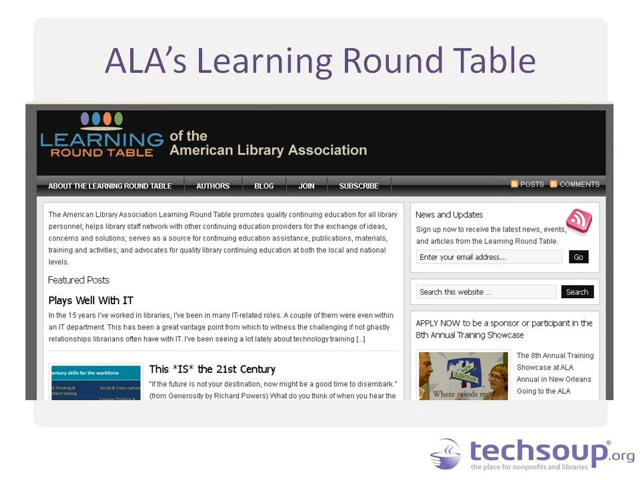 ALA's Learning Round Table
LEARNING
ROUND TABLE
of the
American Library Association
ABOUT THE LEARNING ROUND TABLE AUTHORS BLOG JOIN SUBSCRIBE POSTS COMMENTS
The American Library Association Learning Round Table promotes quality continuing education for all library
personnel; helps library staff network with other continuing education providers for the exchange of ideas,
concerns and solutions; serves as a source for continuing education assistance, publications, materials,
training and activities; and advocates for quality library continuing education at both the local and national
levels.
Featured Posts
Plays Well With IT
In the 15 years I've worked in libraries, I've been in many IT-related roles. A couple of them were even within
an IT department. This has been a great vantage point from which to witness the challenging if not ghastly
relationships librarians often have with IT. I've been seeing a lot lately about technology training [...]
entury skills for the workforce
This *IS* the 21st Century
"If the future is not your destination, now might be a good time to disembark."
(from Generosity by Richard Powers) What do you think of when you hear the
News and Updates
Sign up now to receive the latest news, events,
and articles from the Learning Round Table.
Enter your email address... Go
Search this website ... Search
APPLY NOW to be a sponsor or participant in the
8th Annual Training Showcase
The 8th Annual Training
Showcase at ALA
Annual in New Orleans
Going to the ALA
Where minds me
techsoup®.org
the place for nonprofits and libraries